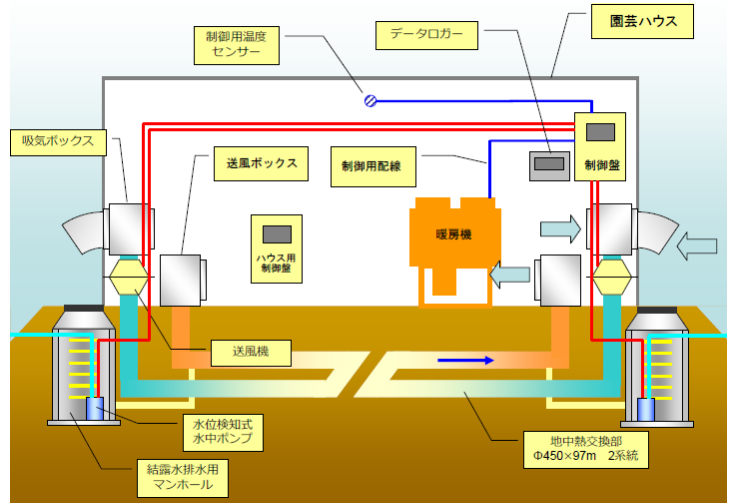 園芸ハウス
制御用温度
センサー
データロガー
吸気ボックス
送風ボックス
制御用配線
制御盤
暖房機
ハウス用
制御盤
送風機
水位検知式
水中ポンプ
地中熱交換部
Φ450×97m　2系統
結露水排水用
マンホール